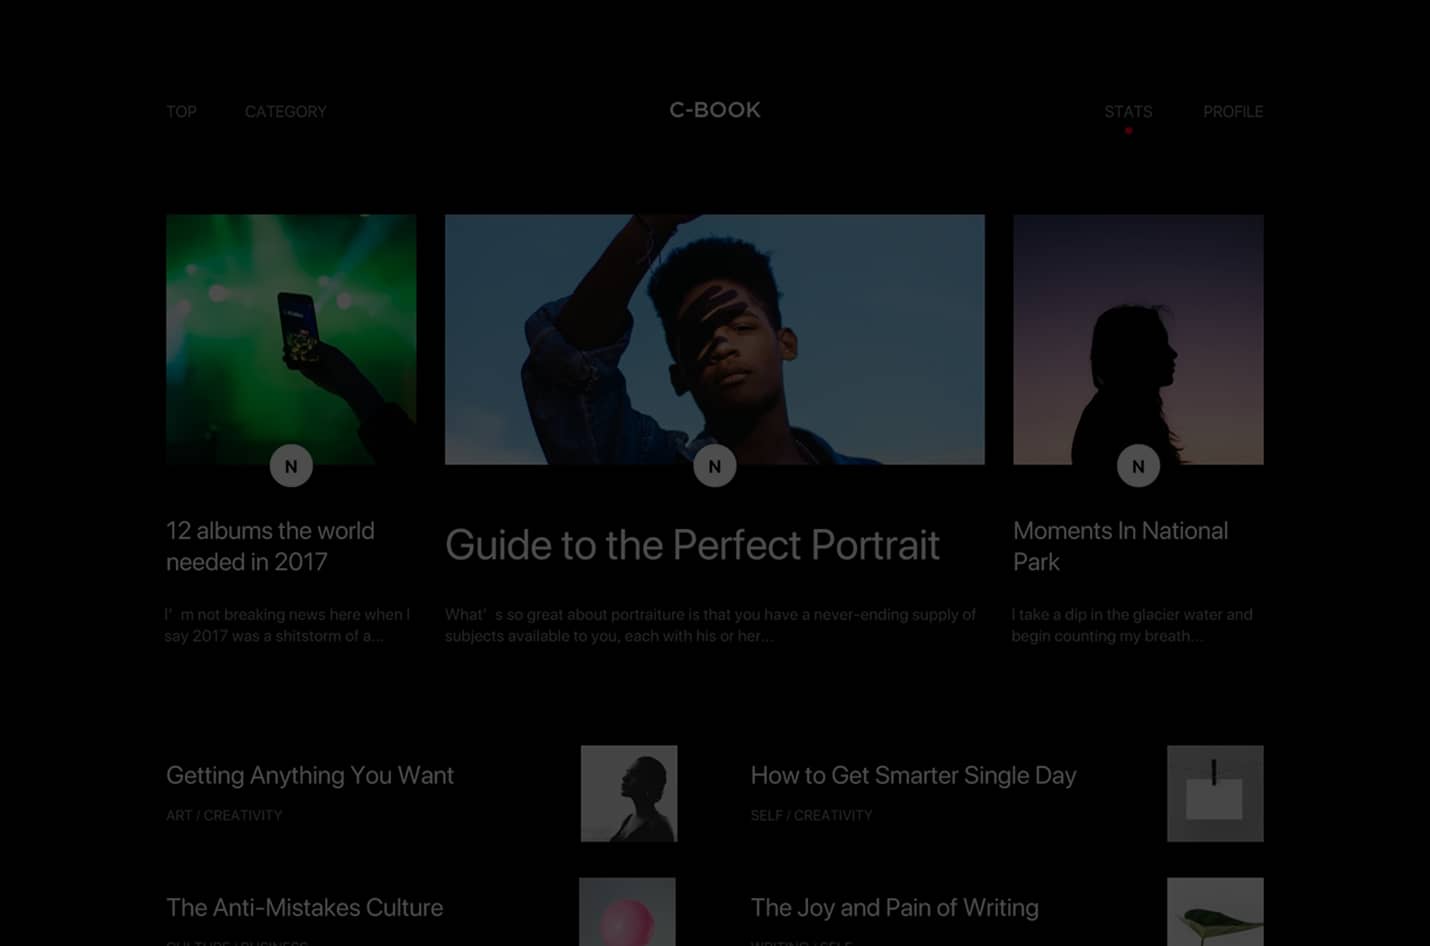 TOP CATEGORY C-BOOK STATS PROFILE
N N N
12 albums the world
needed in 2017
Guide to the Perfect Portrait
Moments In National
Park
I’ m not breaking news here when I
say 2017 was a shitstorm of a...
What’ s so great about portraiture is that you have a never-ending supply of
subjects available to you, each with his or her...
I take a dip in the glacier water and
begin counting my breath...
Getting Anything You Want
ART / CREATIVITY
How to Get Smarter Single Day
SELF / CREATIVITY
The Anti-Mistakes Culture
CULTURE / BUSINESS
The Joy and Pain of Writing
WRITING / SELF